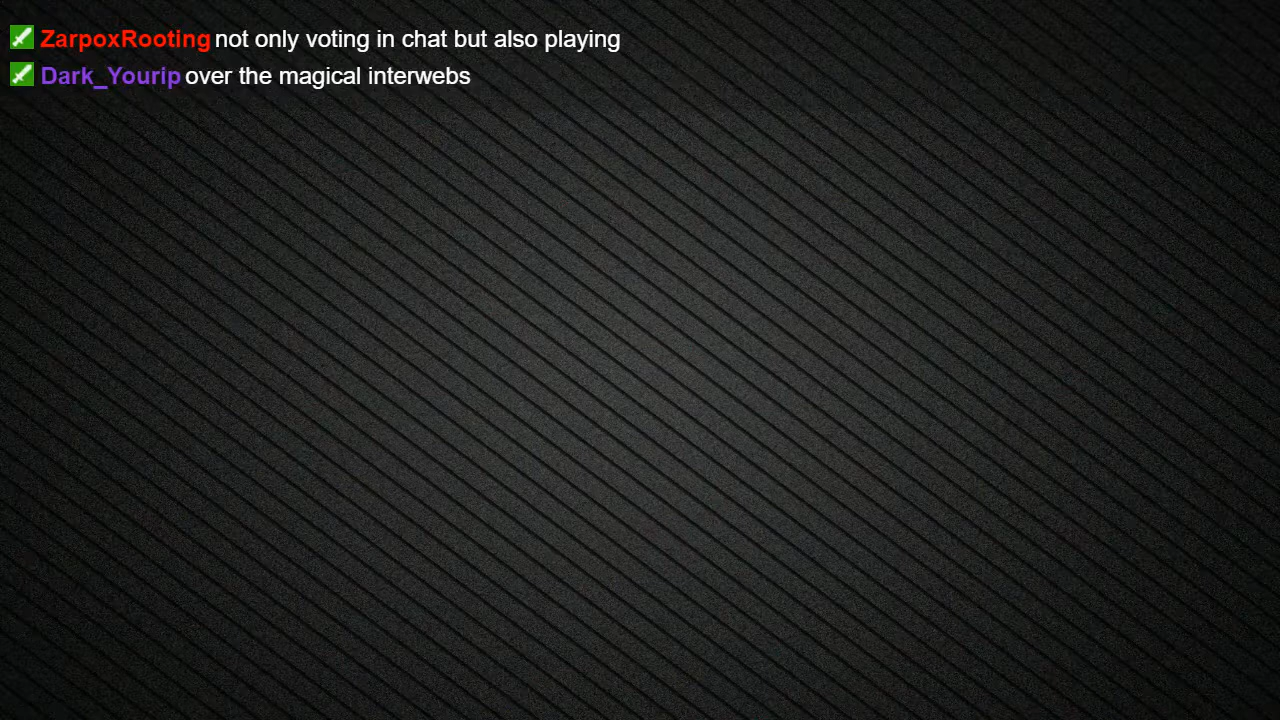 ZarpoxRooting not only voting in chat but also playing
Dark_Yourip over the magical interwebs